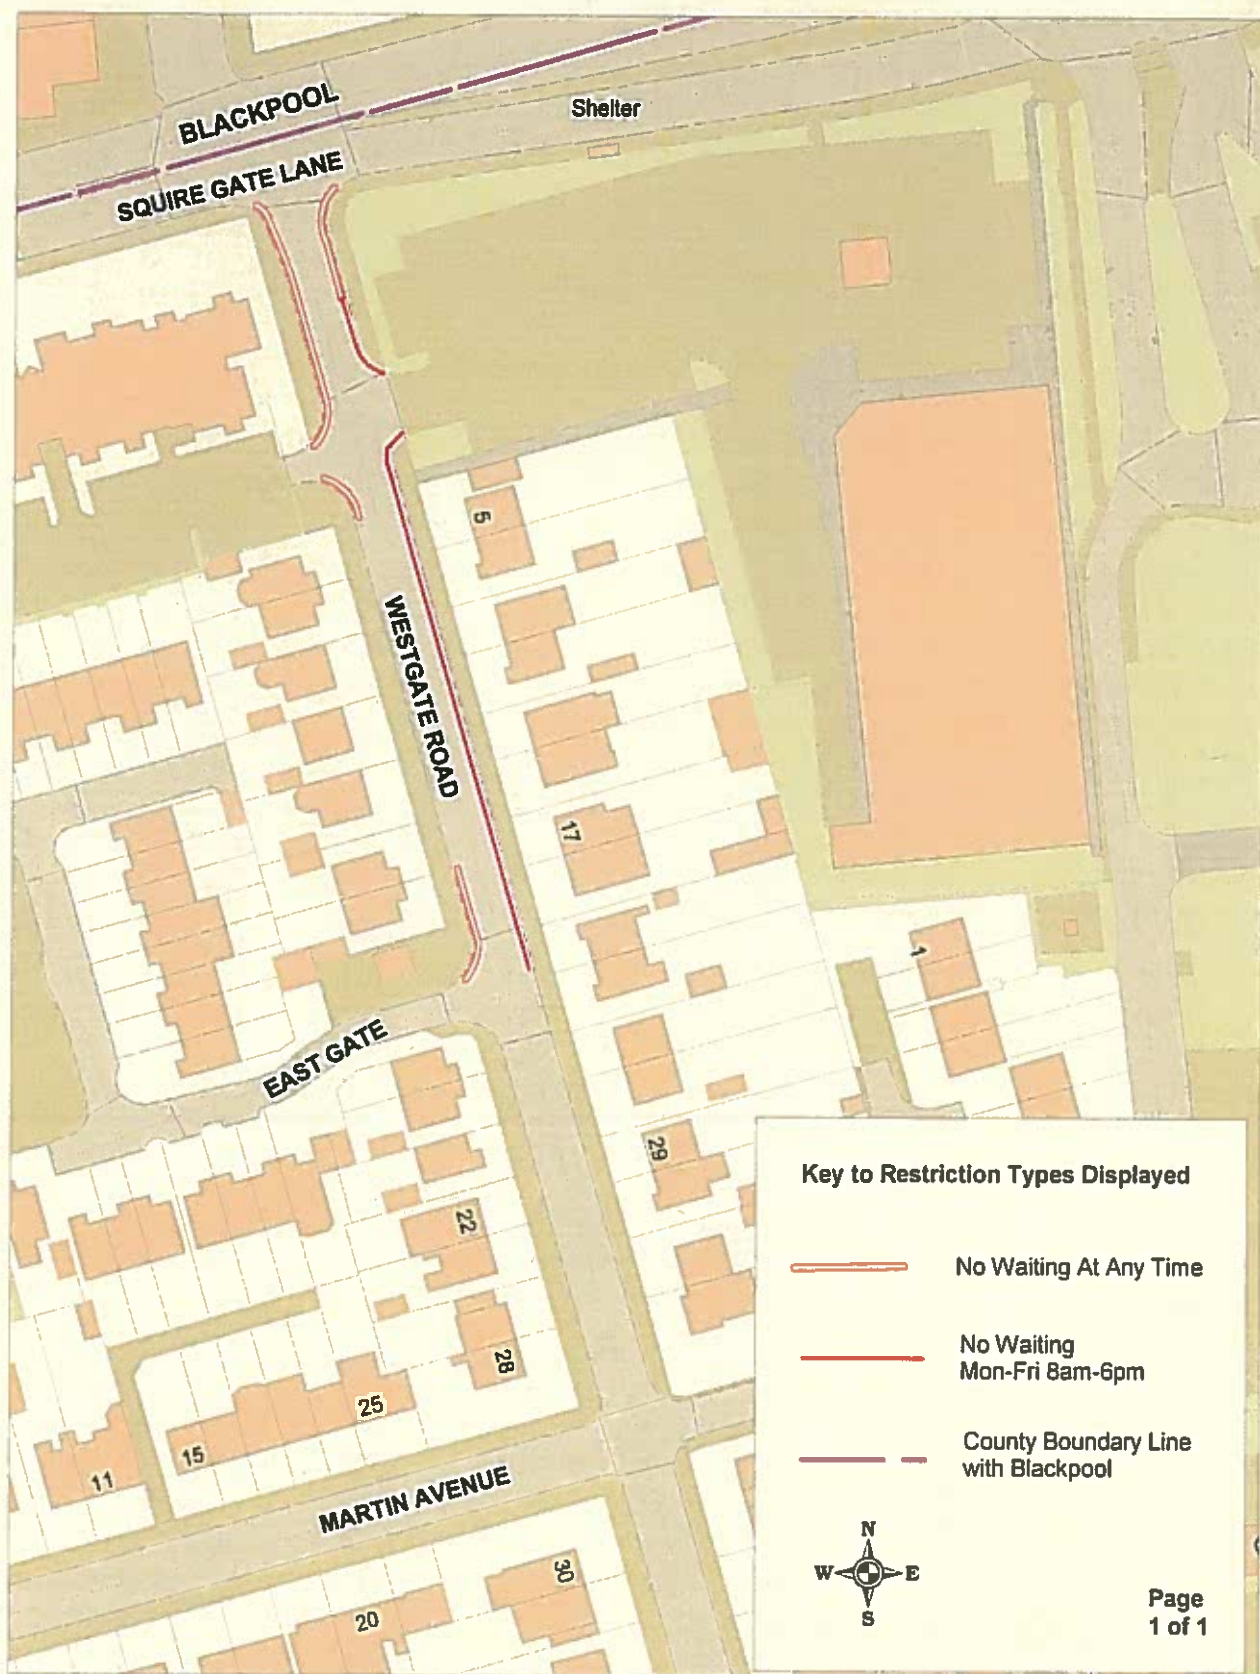 BLACKPOOL
Shelter
SQUIRE GATE LANE
5
WESTGATE ROAD
17
1
EAST GATE
29
22
28
25
15
11
MARTIN AVENUE
30
20
Key to Restriction Types Displayed
No Waiting At Any Time
No Waiting
Mon-Fri 8am-6pm
County Boundary Line
with Blackpool
N
W E
S
Page
1 of 1